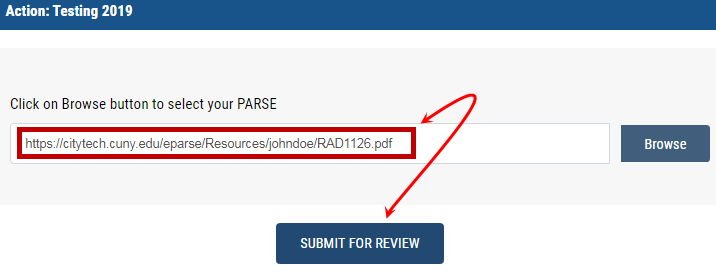 Action: Testing 2019
Click on Browse button to select your PARSE
https://citytech.cuny.edu/eparse/Resources/johndoe/RAD1126.pdf
Browse
SUBMIT FOR REVIEW